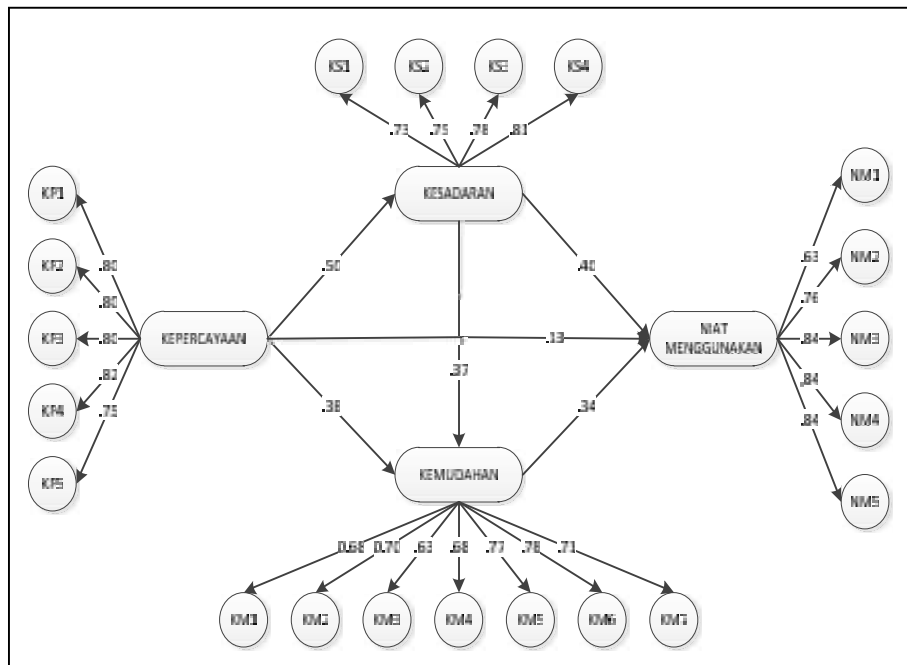 KS1 KS2 KS3 KS4
.73 .75 .78 .81
KESADARAN
KP1
KP2
KP3
KP4
KP5
.80
.80
.80
.82
.75
KEPERCAYAAN
.50
.40
.13
.37
.38
.34
NIAT
MENGGUNAKAN
NM1
NM2
NM3
NM4
NM5
.63
.76
.84
.84
.84
KEMUDAHAN
0.68 0.70 .63 .68 .77 .78 .71
KM1 KM2 KM3 KM4 KM5 KM6 KM7